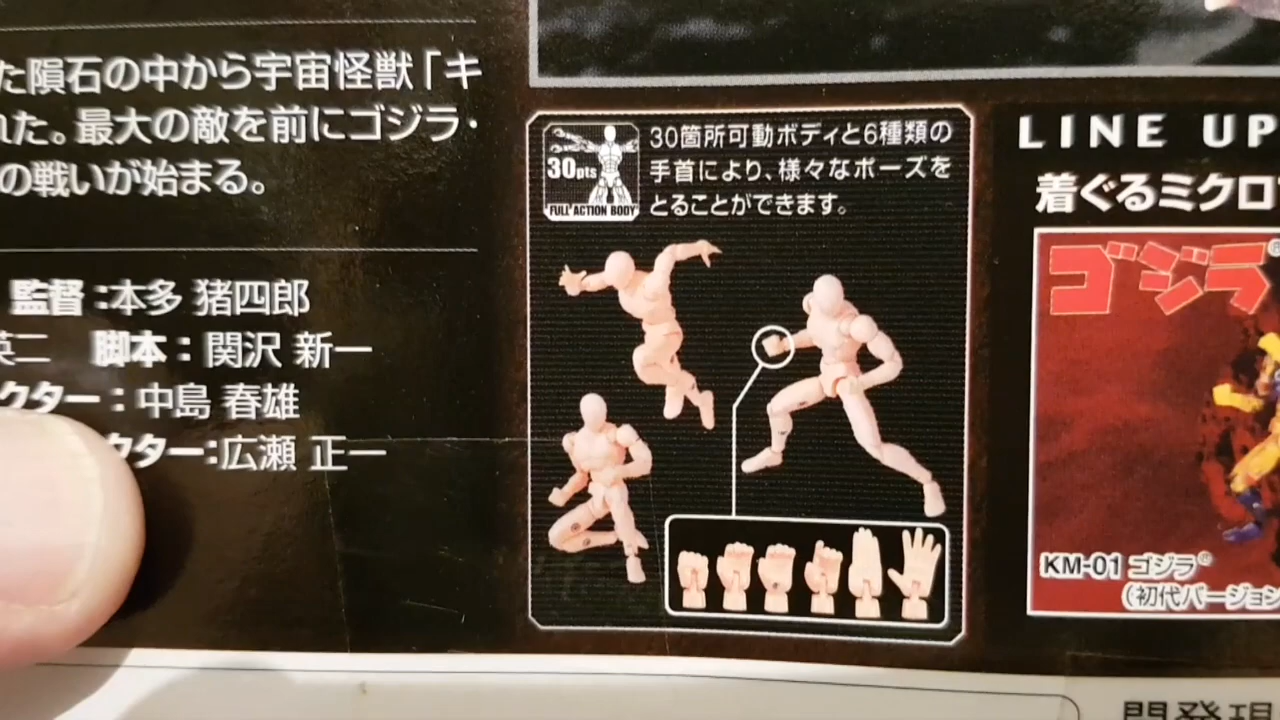 た隕石の中から宇宙怪獣「キ
れた。最大の敵を前にゴジラ・
の戦いが始まる。
監督：本多 猪四郎
英二 脚本：関沢 新一
クター：中島 春雄
クター：広瀬 正一
30pts
FULL ACTION BODY
30箇所可動ボディと6種類の
手首により、様々なポーズを
とることができます。
LINE UP
着ぐるミクロ
ゴジラ®
KM-01 ゴジラ®
（初代バージョン